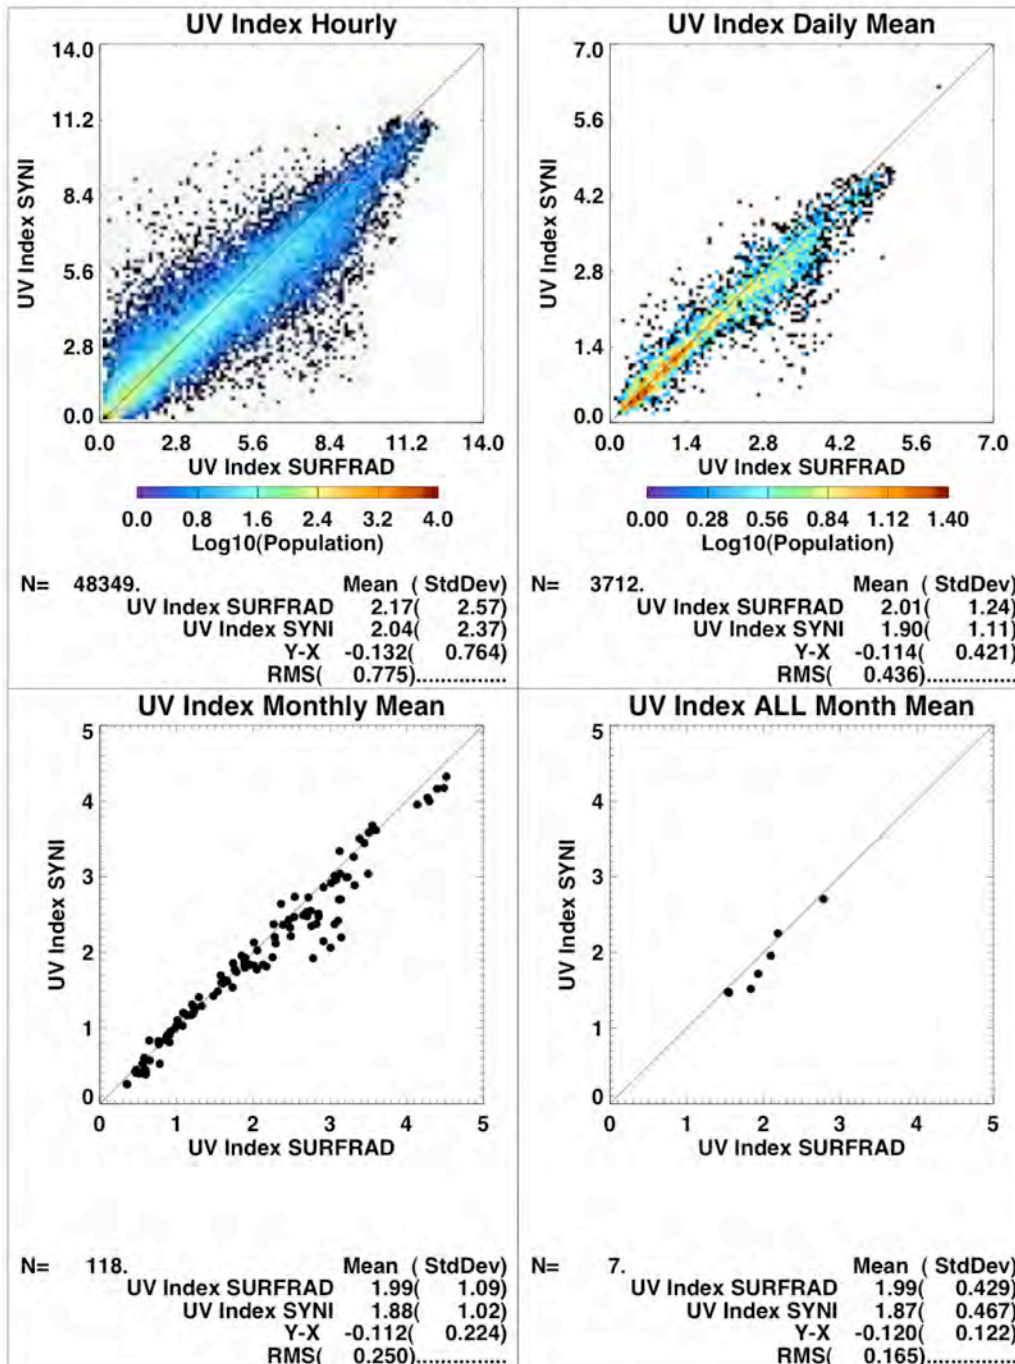 UV Index Hourly
14.0
11.2
8.4
5.6
2.8
0.0
UV Index SYNI
0.0 2.8 5.6 8.4 11.2 14.0
UV Index SURFRAD
0.0 0.8 1.6 2.4 3.2 4.0
Log10(Population)
N= 48349. Mean ( StdDev)
UV Index SURFRAD 2.17( 2.57)
UV Index SYNI 2.04( 2.37)
Y-X -0.132( 0.764)
RMS( 0.775)...............
UV Index Daily Mean
7.0
5.6
4.2
2.8
1.4
0.0
UV Index SYNI
0.0 1.4 2.8 4.2 5.6 7.0
UV Index SURFRAD
0.00 0.28 0.56 0.84 1.12 1.40
Log10(Population)
N= 3712. Mean ( StdDev)
UV Index SURFRAD 2.01( 1.24)
UV Index SYNI 1.90( 1.11)
Y-X -0.114( 0.421)
RMS( 0.436)...............
UV Index Monthly Mean
5
4
3
2
1
0
UV Index SYNI
0 1 2 3 4 5
UV Index SURFRAD
N= 118. Mean ( StdDev)
UV Index SURFRAD 1.99( 1.09)
UV Index SYNI 1.88( 1.02)
Y-X -0.112( 0.224)
RMS( 0.250)...............
UV Index ALL Month Mean
5
4
3
2
1
0
UV Index SYNI
0 1 2 3 4 5
UV Index SURFRAD
N= 7. Mean ( StdDev)
UV Index SURFRAD 1.99( 0.429)
UV Index SYNI 1.87( 0.467)
Y-X -0.120( 0.122)
RMS( 0.165)...............